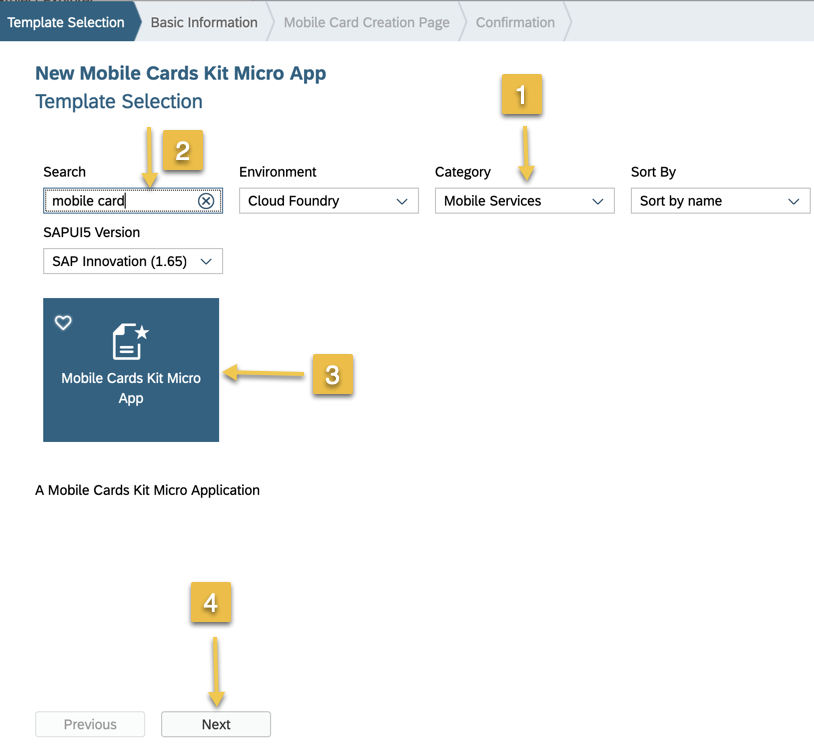 Template Selection
Basic Information
Mobile Card Creation Page
Confirmation
New Mobile Cards Kit Micro App
Template Selection
1
2
Search
Environment
Category
Sort By
mobile card
Cloud Foundry
Mobile Services
Sort by name
SAPUI5 Version
SAP Innovation (1.65)
Mobile Cards Kit Micro
App
3
A Mobile Cards Kit Micro Application
4
Previous
Next